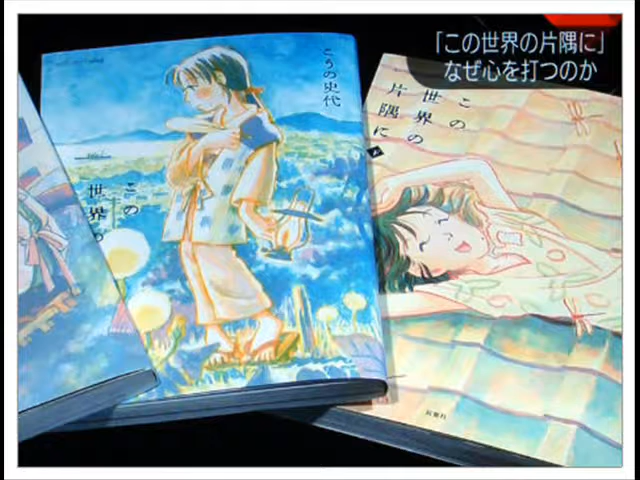 「この世界の片隅に」
なぜ心を打つのか
こうの史代
この
世界の
この
世界の
片隅に
上
双葉社